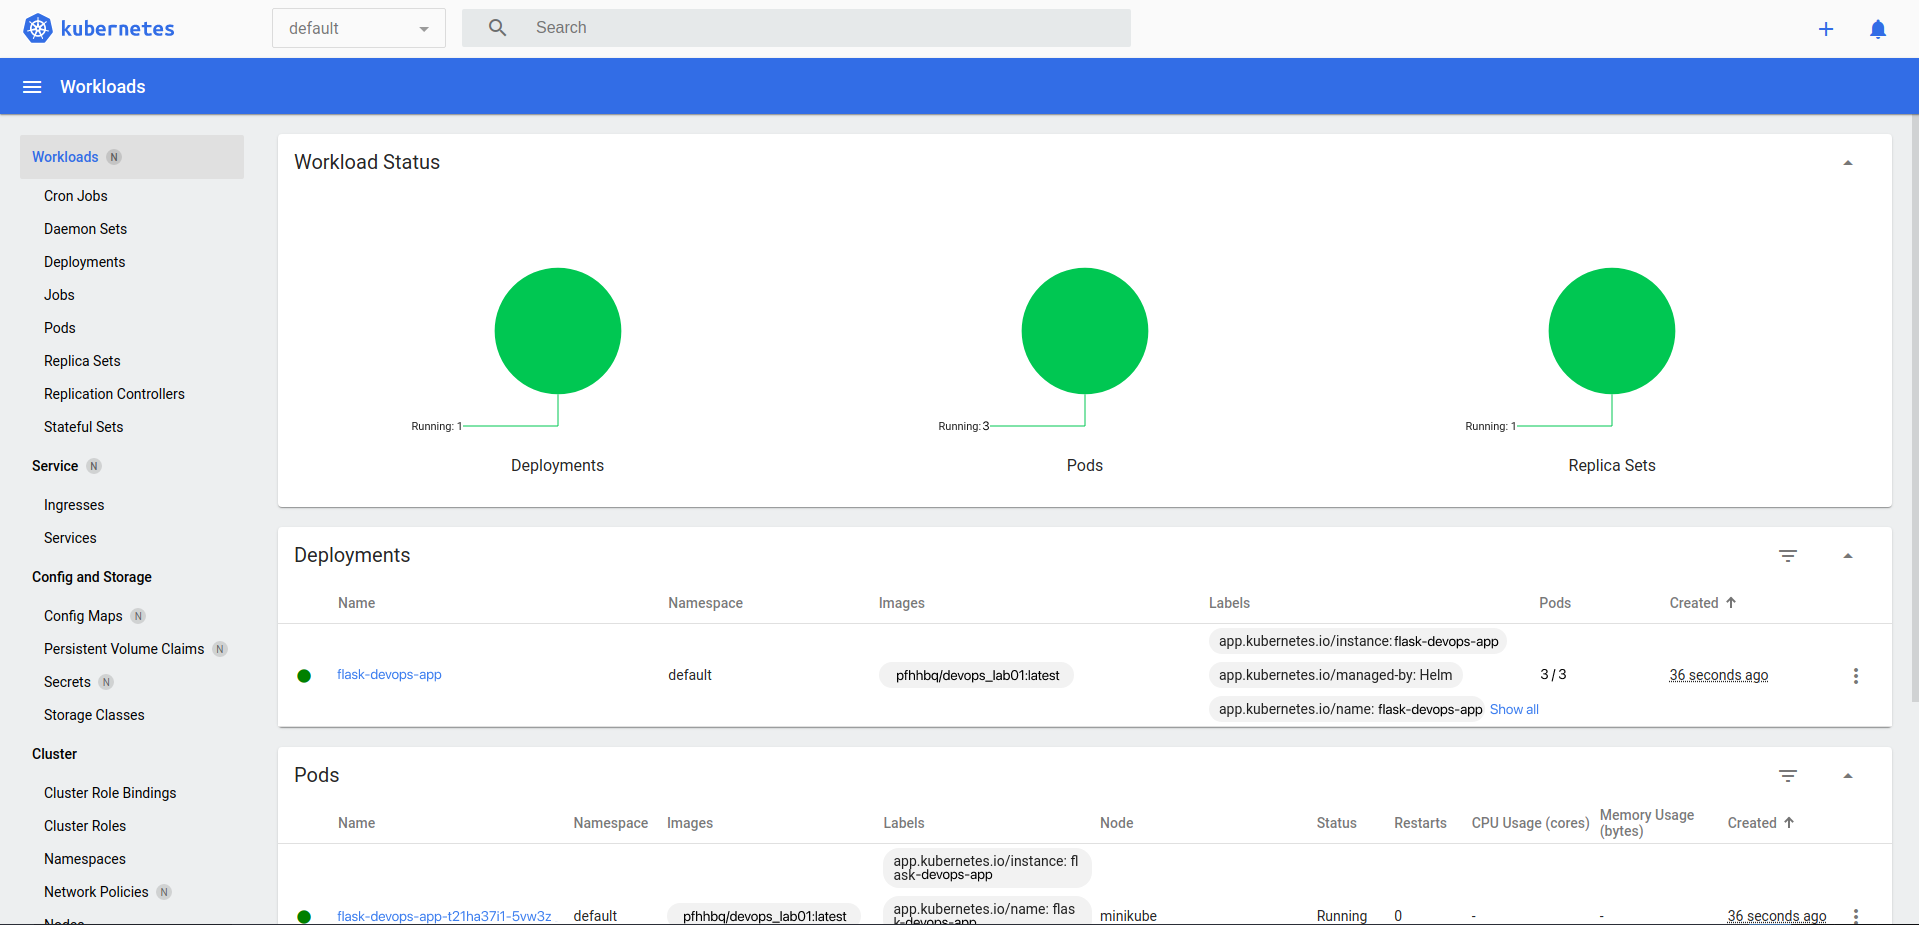 kubernetes
default
Search
Workloads
Workloads N
Cron Jobs
Daemon Sets
Deployments
Jobs
Pods
Replica Sets
Replication Controllers
Stateful Sets
Service N
Ingresses
Services
Config and Storage
Config Maps N
Persistent Volume Claims N
Secrets N
Storage Classes
Cluster
Cluster Role Bindings
Cluster Roles
Namespaces
Network Policies N
Nodes
Workload Status
Running: 1
Deployments
Running: 3
Pods
Running: 1
Replica Sets
Deployments
Name Namespace Images Labels Pods Created
flask-devops-app default pfhhbq/devops_lab01:latest
app.kubernetes.io/instance: flask-devops-app
app.kubernetes.io/managed-by: Helm
app.kubernetes.io/name: flask-devops-app Show all
3 / 3
36 seconds ago
Pods
Name Namespace Images Labels Node Status Restarts CPU Usage (cores) Memory Usage
(bytes) Created
flask-devops-app-t21ha37i1-5vw3z default pfhhbq/devops_lab01:latest
app.kubernetes.io/instance: fl
ask-devops-app
app.kubernetes.io/name: flas
k-devops-app
minikube Running 0 - - 36 seconds ago